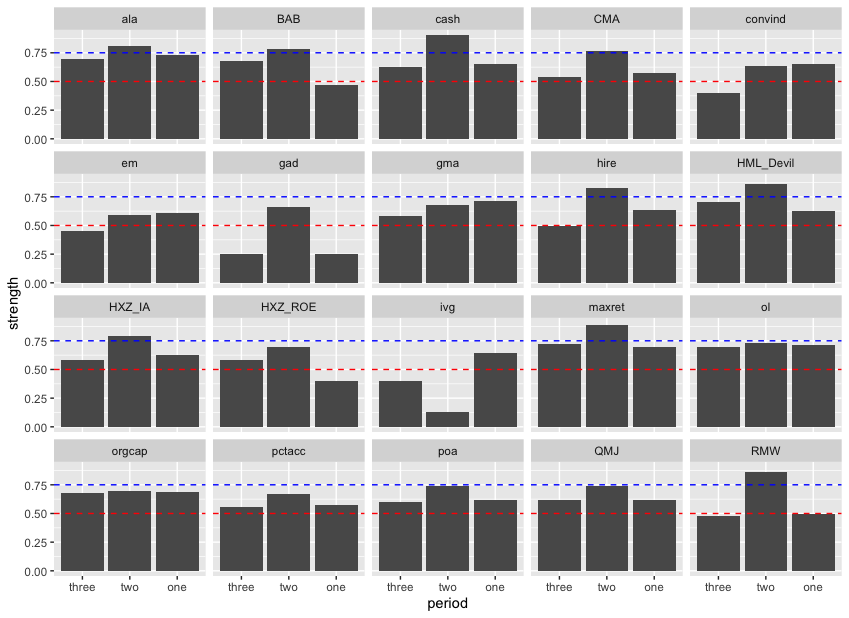 ala BAB cash CMA convind
0.75
0.50
0.25
0.00
em gad gma hire HML_Devil
0.75
0.50
0.25
0.00
strength
HXZ_IA HXZ_ROE ivg maxret ol
0.75
0.50
0.25
0.00
orgcap pctacc poa QMJ RMW
0.75
0.50
0.25
0.00
three two one three two one three two one three two one three two one
period